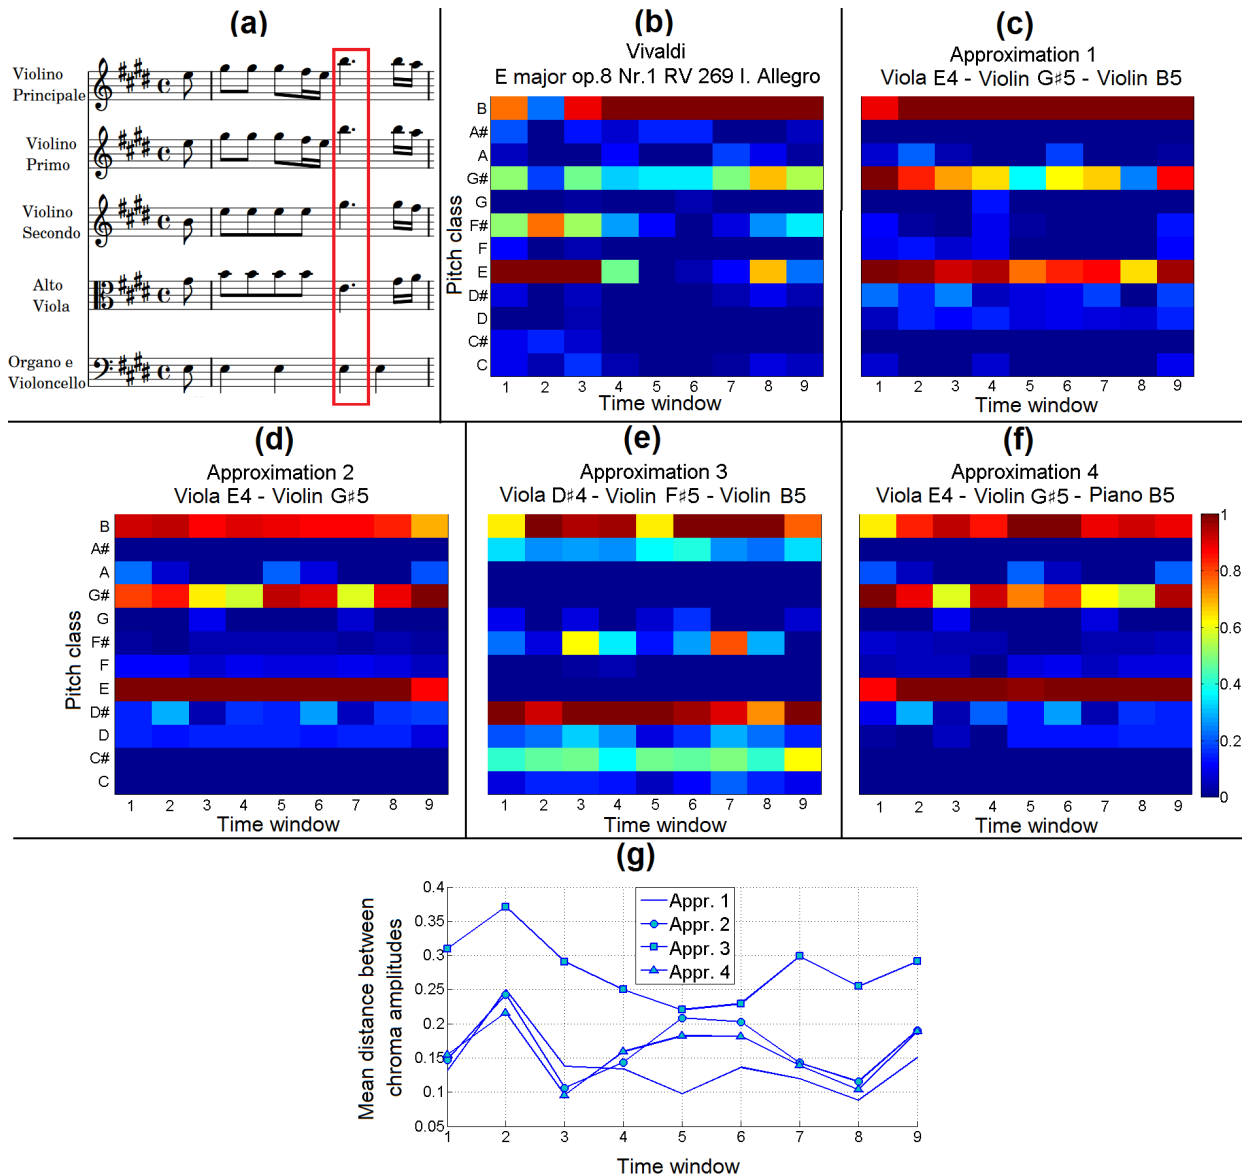 (a)
Violino
Principale
Violino
Primo
Violino
Secondo
Alto
Viola
Organo e
Violoncello
(b)
Vivaldi
E major op.8 Nr.1 RV 269 I. Allegro
Pitch class
B
A#
A
G#
G
F#
F
E
D#
D
C#
C
1 2 3 4 5 6 7 8 9
Time window
(c)
Approximation 1
Viola E4 - Violin G♯5 - Violin B5
1 2 3 4 5 6 7 8 9
Time window
(d)
Approximation 2
Viola E4 - Violin G♯5
Pitch class
B
A#
A
G#
G
F#
F
E
D#
D
C#
C
1 2 3 4 5 6 7 8 9
Time window
(e)
Approximation 3
Viola D♯4 - Violin F♯5 - Violin B5
1 2 3 4 5 6 7 8 9
Time window
(f)
Approximation 4
Viola E4 - Violin G♯5 - Piano B5
1 2 3 4 5 6 7 8 9
Time window
1
0.8
0.6
0.4
0.2
0
(g)
Mean distance between
chroma amplitudes
0.4
0.35
0.3
0.25
0.2
0.15
0.1
0.05
Appr. 1
Appr. 2
Appr. 3
Appr. 4
1 2 3 4 5 6 7 8 9
Time window